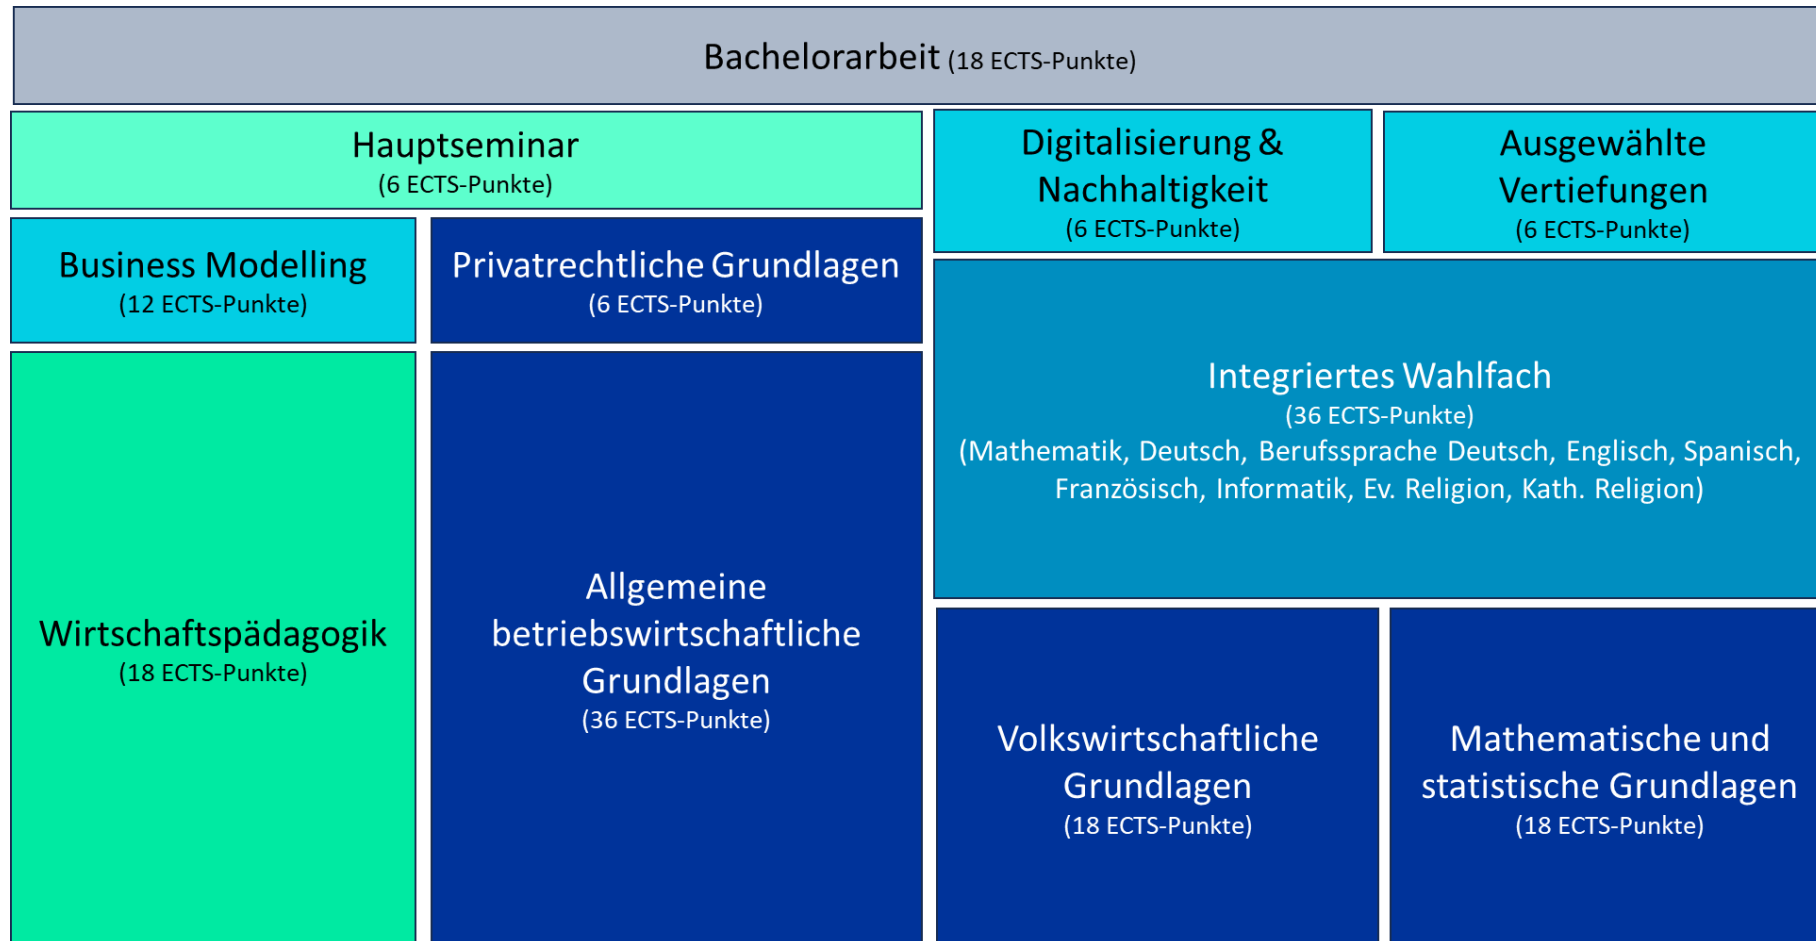 Bachelorarbeit (18 ECTS-Punkte)
Hauptseminar
(6 ECTS-Punkte)
Digitalisierung &
Nachhaltigkeit
(6 ECTS-Punkte)
Ausgewählte
Vertiefungen
(6 ECTS-Punkte)
Business Modelling
(12 ECTS-Punkte)
Privatrechtliche Grundlagen
(6 ECTS-Punkte)
Integriertes Wahlfach
(36 ECTS-Punkte)
(Mathematik, Deutsch, Berufssprache Deutsch, Englisch, Spanisch,
Französisch, Informatik, Ev. Religion, Kath. Religion)
Wirtschaftspädagogik
(18 ECTS-Punkte)
Allgemeine
betriebswirtschaftliche
Grundlagen
(36 ECTS-Punkte)
Volkswirtschaftliche
Grundlagen
(18 ECTS-Punkte)
Mathematische und
statistische Grundlagen
(18 ECTS-Punkte)